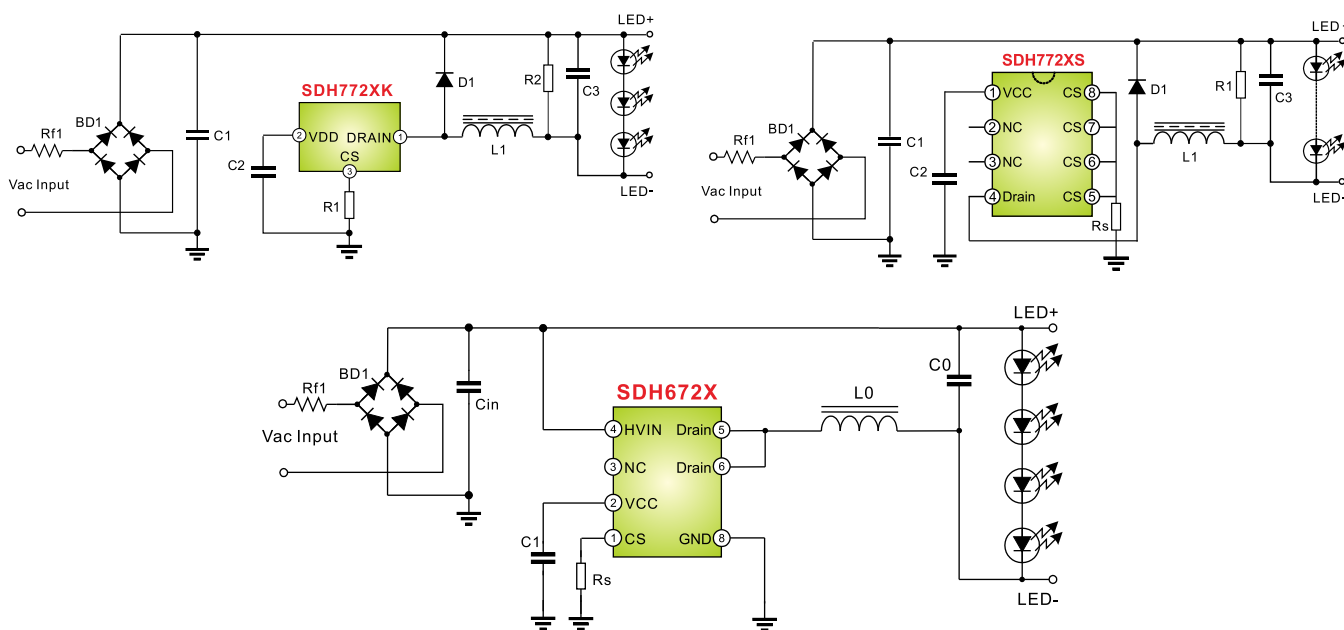 LED+
SDH772XK
D1
R2
C3
Rf1
BD1
C1
2 VDD
DRAIN 1
CS
3
C2
L1
R1
Vac Input
LED-
LED+
SDH772XS
D1
R1
C3
Rf1
BD1
C1
1 VCC
CS 8
2 NC
CS 7
3 NC
CS 6
4 Drain
CS 5
C2
L1
Rs
Vac Input
LED-
LED+
SDH672X
C0
L0
Rf1
BD1
Cin
Vac Input
4 HVIN
Drain 5
3 NC
Drain 6
2 VCC
1 CS
GND 8
C1
Rs
LED-